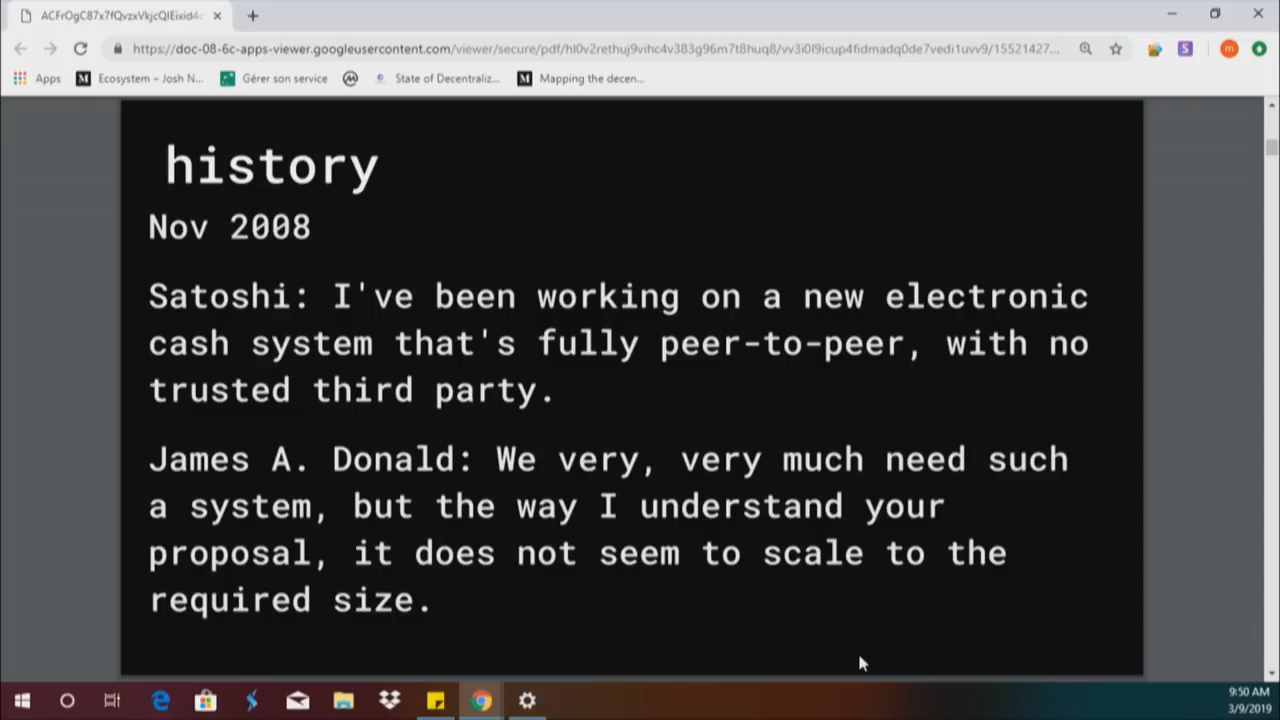 ACFrOgC87x7fQvzxVkjcQIEixid4c
https://doc-08-6c-apps-viewer.googleusercontent.com/viewer/secure/pdf/hl0v2rethuj9vihc4v383g96m7t8huq8/vv3i0l9icup4fidmadq0de7vedi1uvv9/15521427...
Apps Ecosystem – Josh N... Gérer son service State of Decentraliz... Mapping the decen...
history
Nov 2008
Satoshi: I've been working on a new electronic
cash system that's fully peer-to-peer, with no
trusted third party.
James A. Donald: We very, very much need such
a system, but the way I understand your
proposal, it does not seem to scale to the
required size.
9:50 AM
3/9/2019